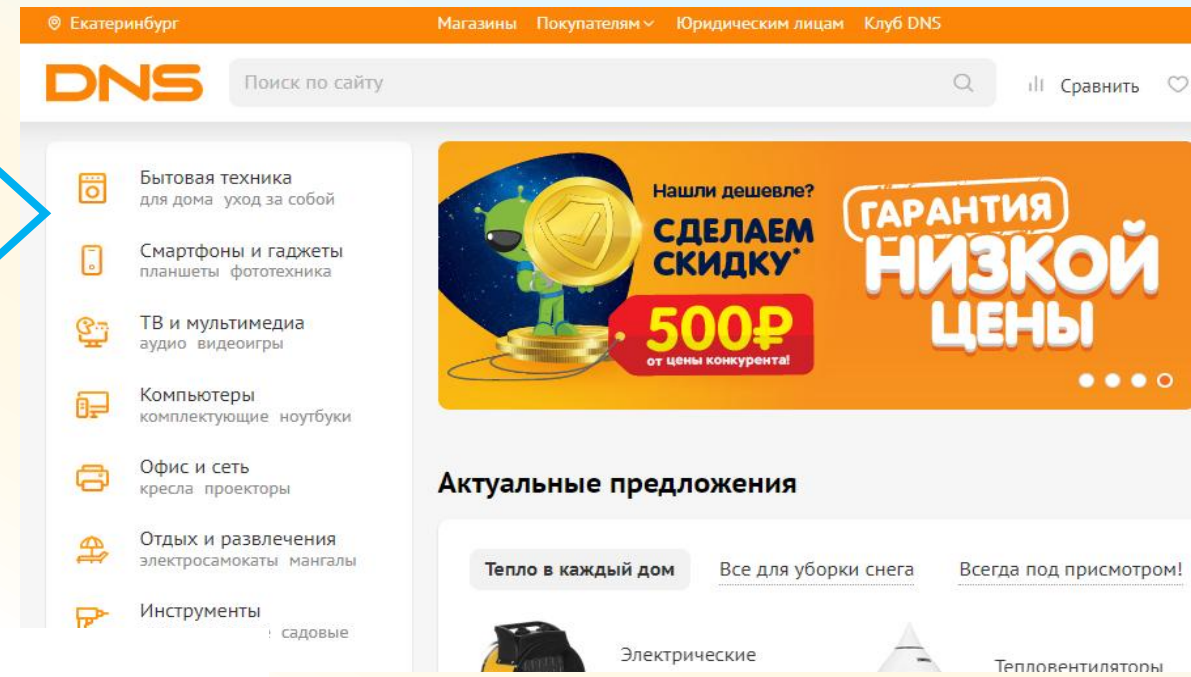 Екатеринбург
Магазины Покупателям Юридическим лицам Клуб DNS
DNS
Поиск по сайту
Сравнить
Бытовая техника
для дома уход за собой
Смартфоны и гаджеты
планшеты фототехника
ТВ и мультимедиа
аудио видеоигры
Компьютеры
комплектующие ноутбуки
Офис и сеть
кресла проекторы
Отдых и развлечения
электросамокаты мангалы
Инструменты
садовые
Нашли дешевле?
СДЕЛАЕМ
СКИДКУ*
500₽
от цены конкурента!
ГАРАНТИЯ
НИЗКОЙ
ЦЕНЫ
Актуальные предложения
Тепло в каждый дом Все для уборки снега Всегда под присмотром!
Электрические
Тепловентиляторы